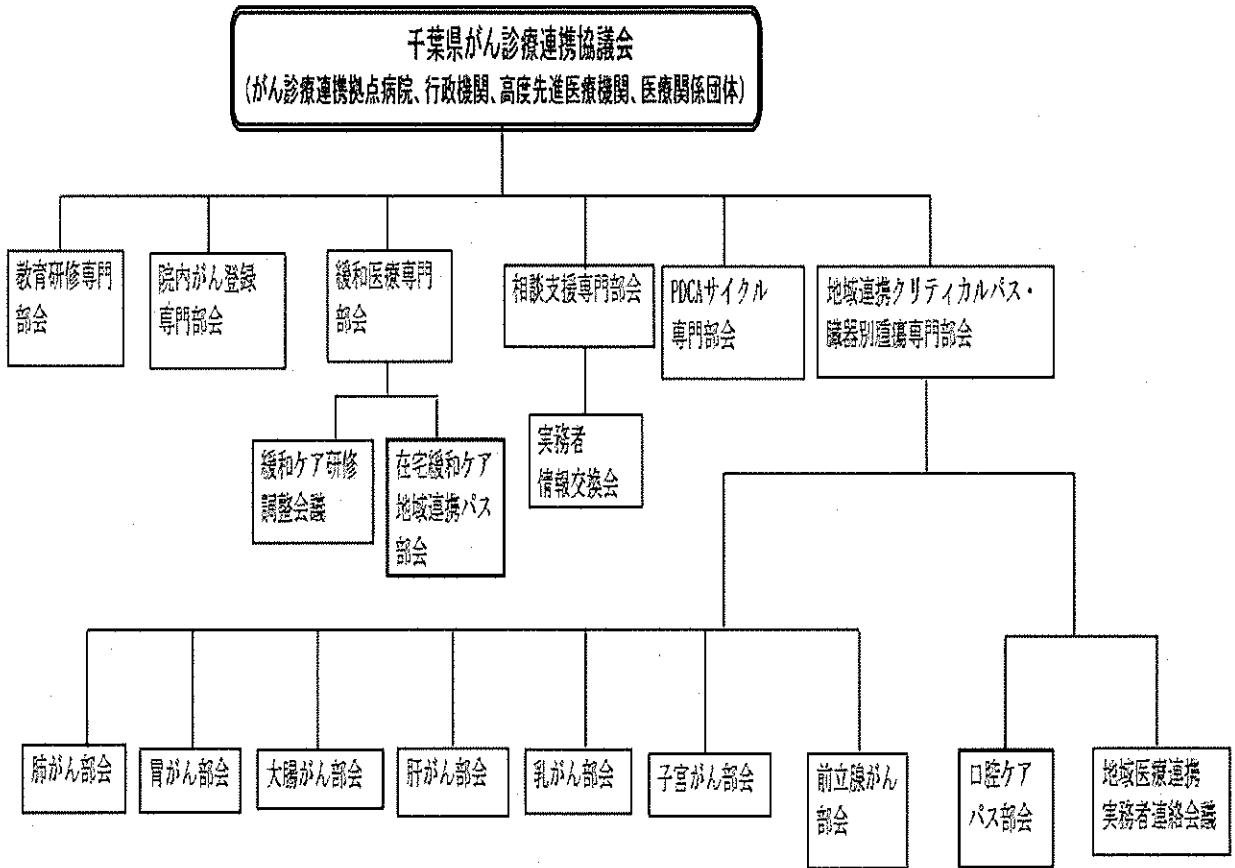 千葉県がん診療連携協議会
(がん診療連携拠点病院、行政機関、高度先進医療機関、医療関係団体)
教育研修専門
部会
院内がん登録
専門部会
緩和医療専門
部会
相談支援専門部会
PDCAサイクル
専門部会
地域連携クリティカルパス・
臓器別腫瘍専門部会
緩和ケア研修
調整会議
在宅緩和ケア
地域連携パス
部会
実務者
情報交換会
肺がん部会
胃がん部会
大腸がん部会
肝がん部会
乳がん部会
子宮がん部会
前立腺がん
部会
口腔ケア
パス部会
地域医療連携
実務者連絡会議